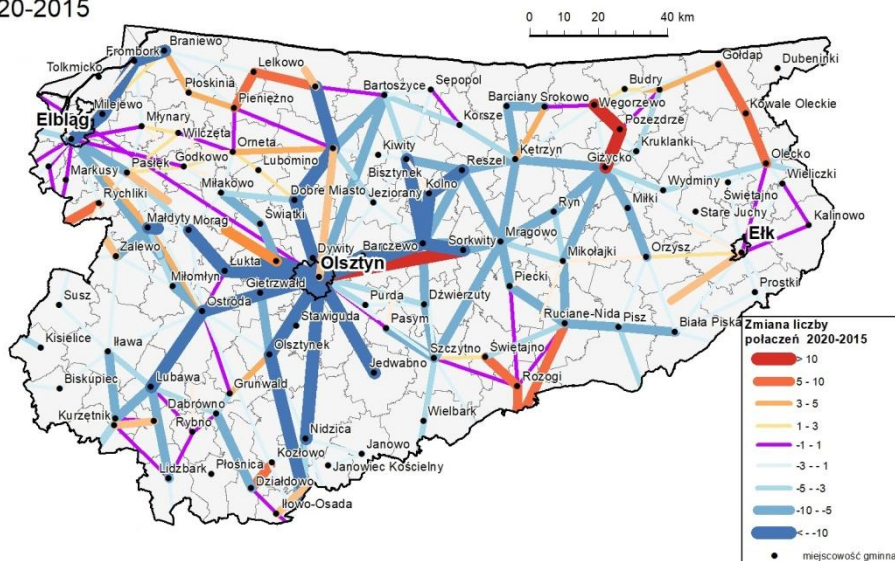 20-2015
0 10 20 40 km
Frombork
Braniewo
Tolkmicko
Lelkowo
Gołdap
Dubeninki
Płoskinia
Bartoszyce
Sępopol
Budry
Milejewo
Pieniężno
Barciany
Srokowo
Węgorzewo
Kowale Oleckie
Elbląg
Młynary
Korsze
Pozezdrze
Wilczęta
Kruklanki
Markusy
Pasłęk
Godkowo
Orneta
Kiwity
Kętrzyn
Giżycko
Olecko
Lubomino
Bisztynek
Reszel
Wieliczki
Rychliki
Miłakowo
Dobre Miasto
Jeziorany
Kolno
Wydminy
Świętajno
Małdyty
Morąg
Świątki
Ryn
Miłki
Stare Juchy
Kalinowo
Zalewo
Dywity
Barczewo
Sorkwity
Mrągowo
Ełk
Łukta
Olsztyn
Mikołajki
Orzysz
Miłomłyn
Gietrzwałd
Prostki
Susz
Ostróda
Stawiguda
Purda
Dźwierzuty
Piecki
Pasym
Ruciane-Nida
Pisz
Biała Piska
Kisielice
Iława
Olsztynek
Szczytno
Świętajno
Biskupiec
Lubawa
Grunwald
Jedwabno
Rozogi
Kurzętnik
Dąbrówno
Rybno
Nidzica
Wielbark
Lidzbark
Płośnica
Kozłowo
Janowo
Janowiec Kościelny
Działdowo
Iłowo-Osada
Zmiana liczby
połaczeń 2020-2015
> 10
5 - 10
3 - 5
1 - 3
-1 - 1
-3 - -1
-5 - -3
-10 - -5
< - -10
miejscowość gminna